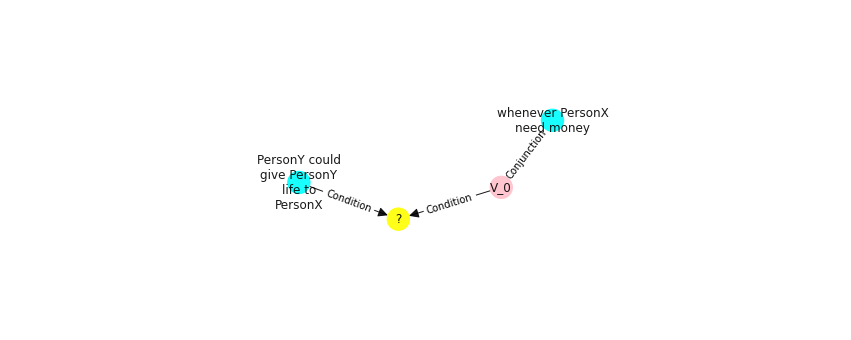 whenever PersonX
need money
Conjunction
PersonY could
give PersonY
life to
PersonX
Condition
V_0
Condition
?